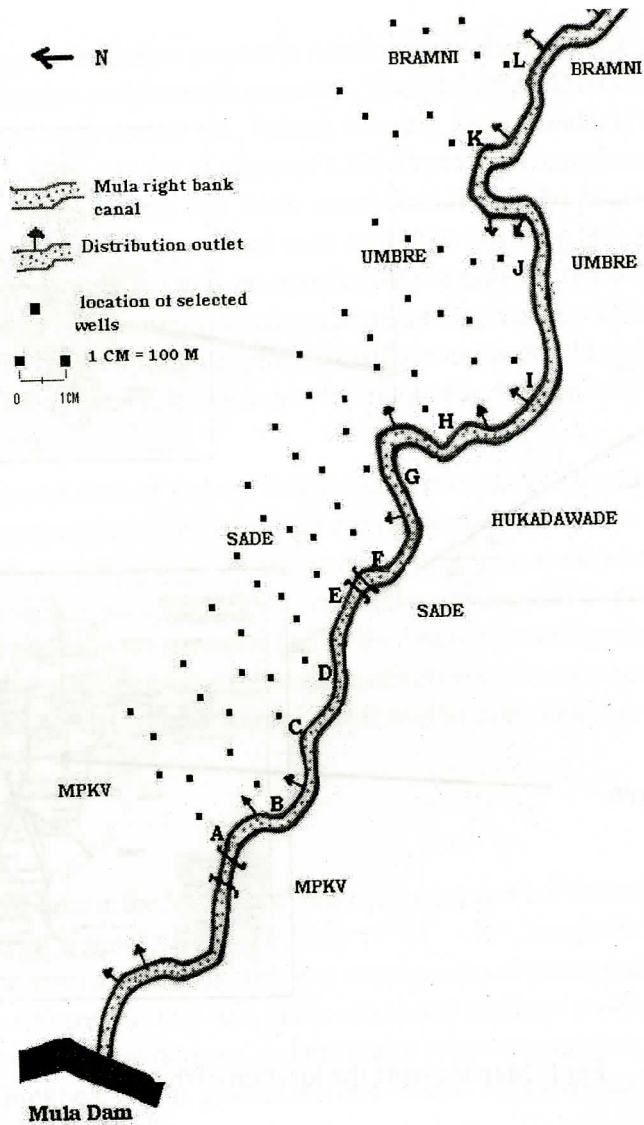 BRAMNI
L
BRAMNI
N
K
Mula right bank
canal
Distribution outlet
UMBRE
J
UMBRE
location of selected
wells
1 CM = 100 M
0 1CM
I
H
G
HUKADAWADE
SADE
F
E
SADE
D
C
MPKV
B
A
MPKV
Mula Dam